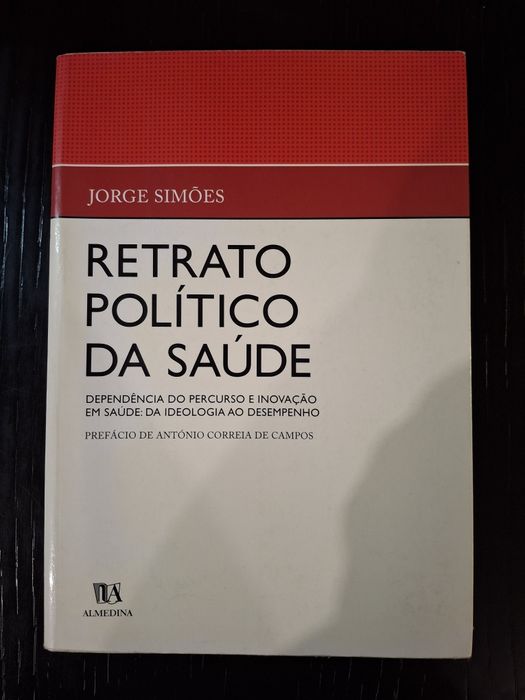 JORGE SIMÕES
RETRATO
POLÍTICO
DA SAÚDE
DEPENDÊNCIA DO PERCURSO E INOVAÇÃO
EM SAÚDE: DA IDEOLOGIA AO DESEMPENHO
PREFÁCIO DE ANTÓNIO CORREIA DE CAMPOS
ALMEDINA